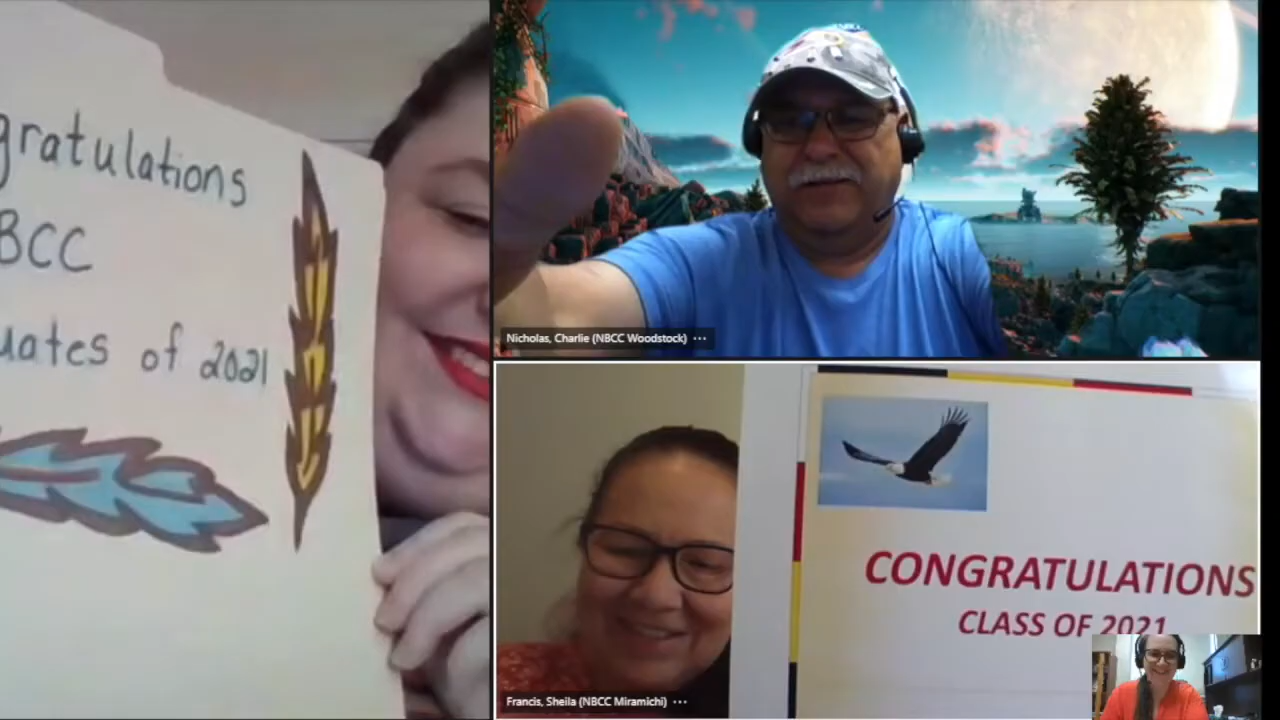 gratulations
BCC
uates of 2021
Nicholas, Charlie (NBCC Woodstock) ···
CONGRATULATIONS
CLASS OF 2021
Francis, Sheila (NBCC Miramichi) ···